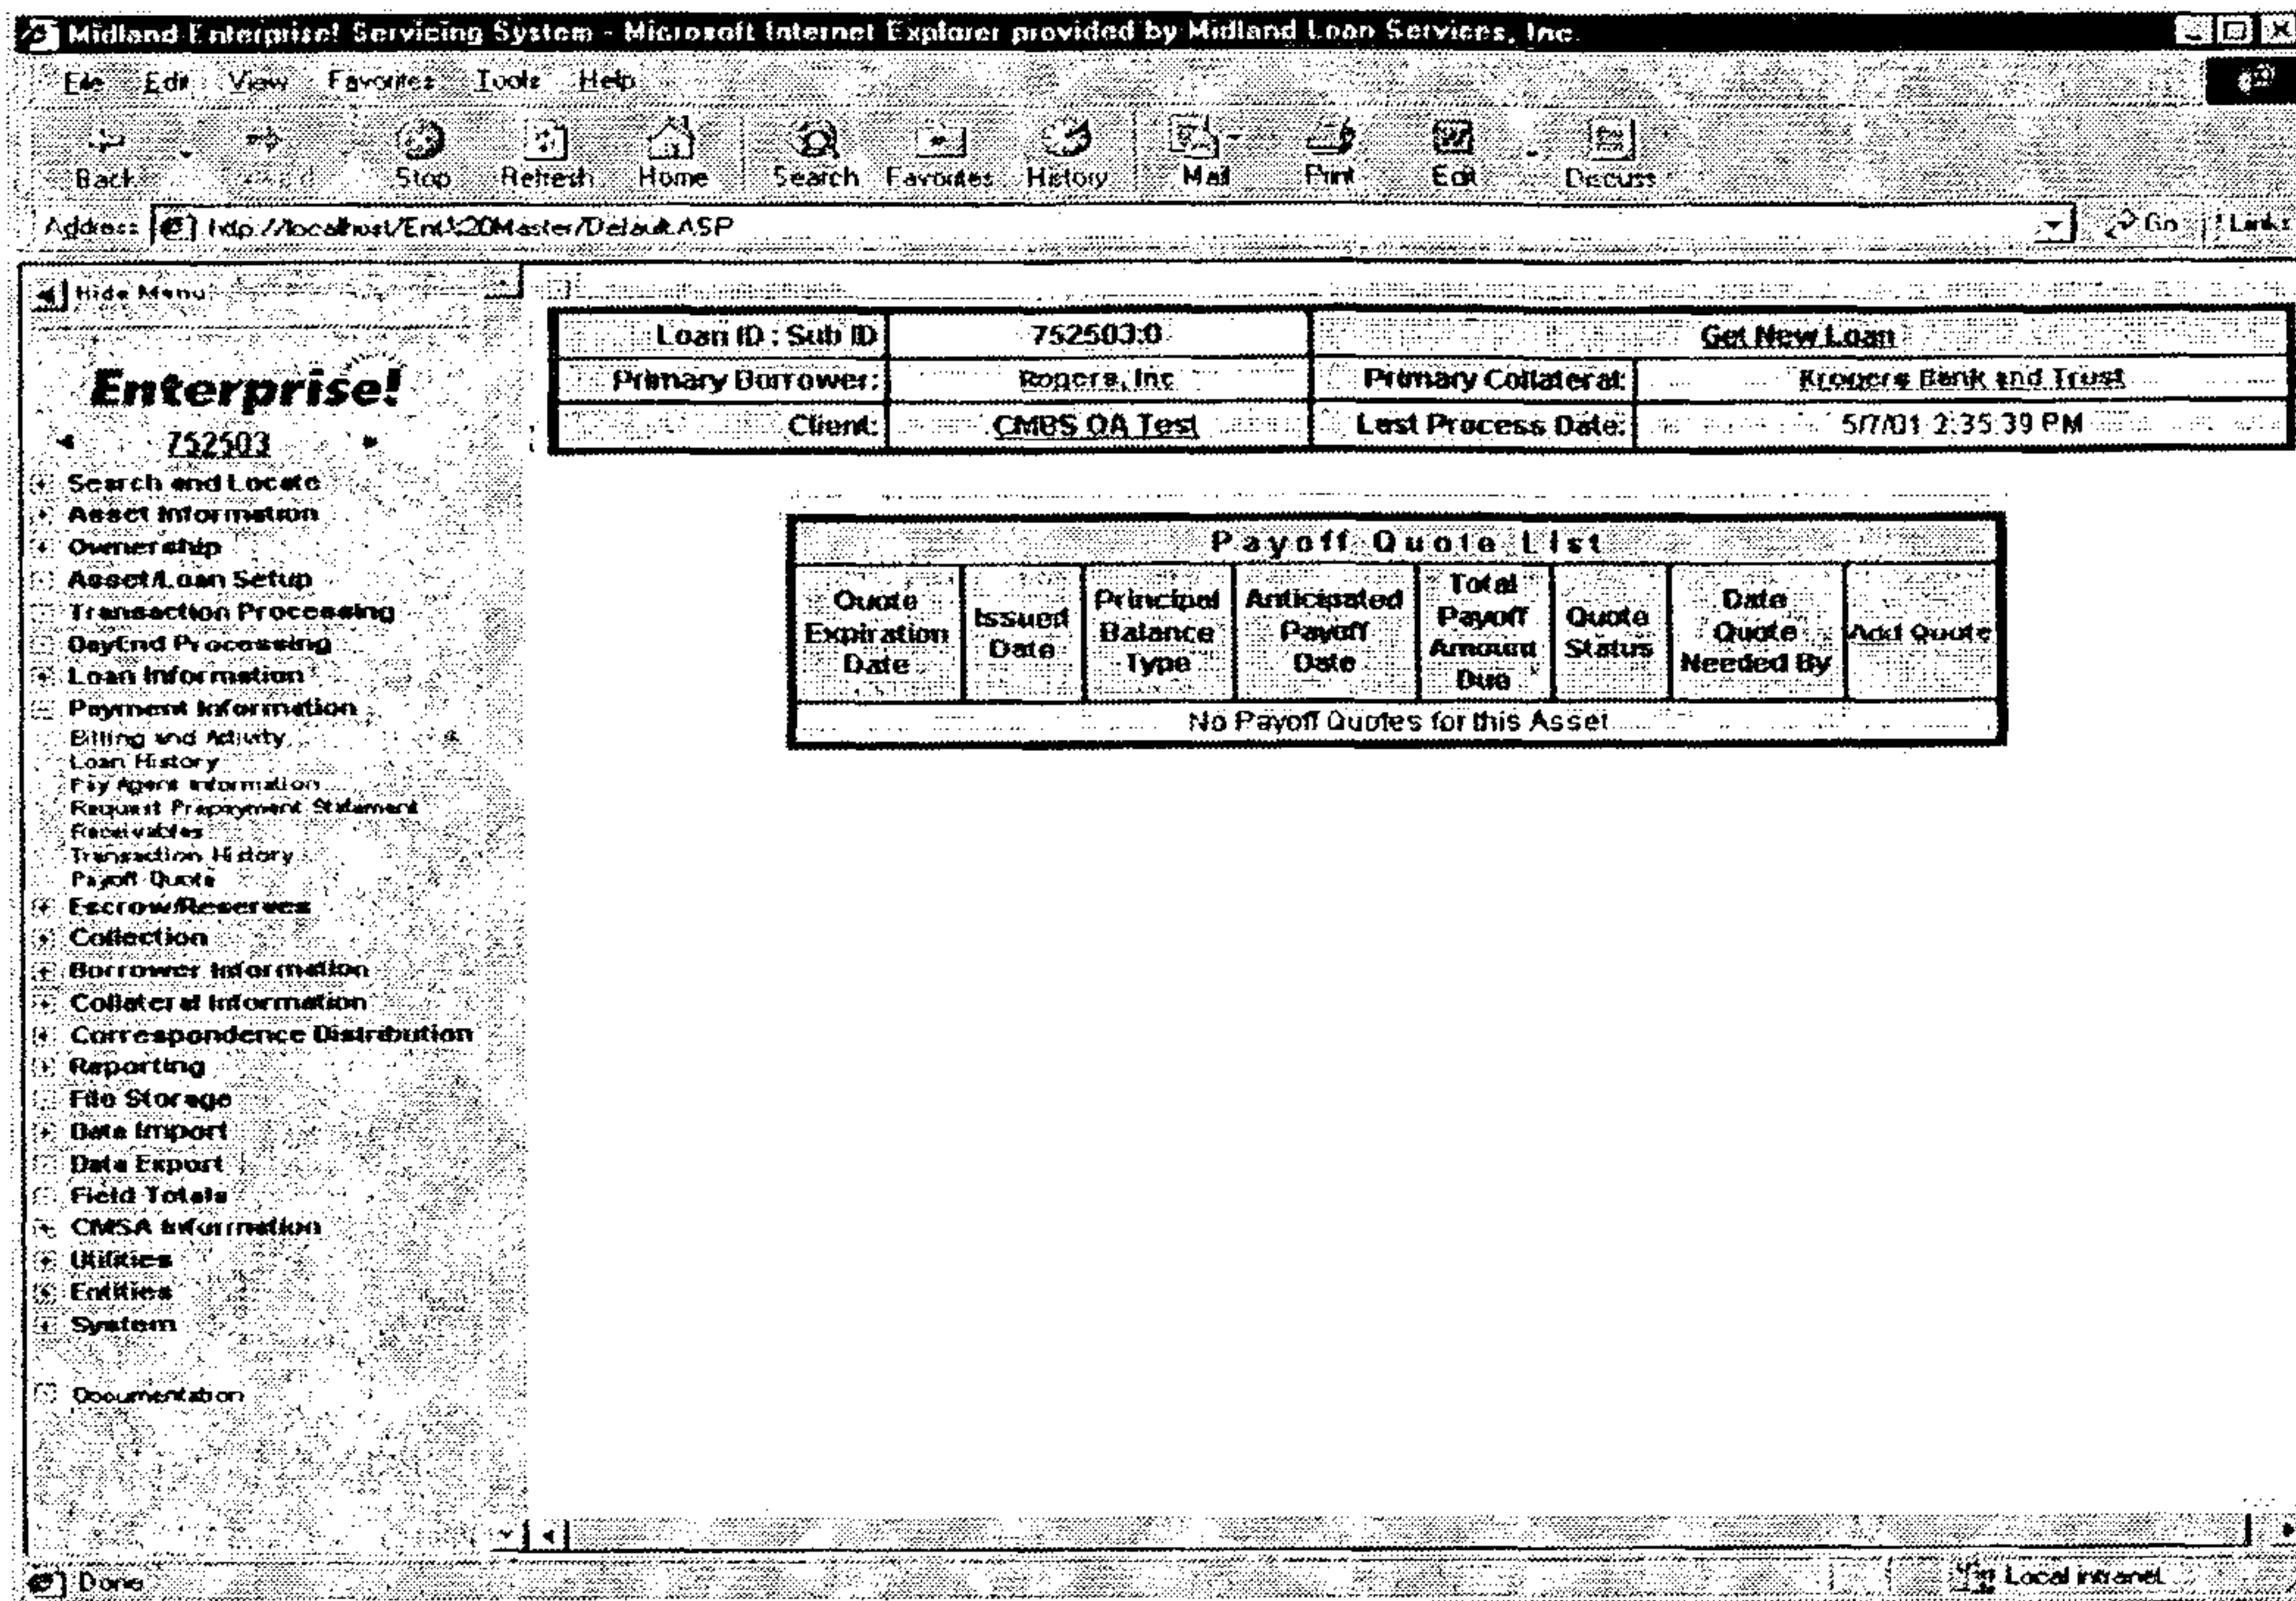 Midland Enterprise! Servicing System - Microsoft Internet Explorer provided by Midland Loan Services, Inc.
File Edit View Favorites Tools Help
Back Stop Refresh Home Search Favorites History Mail Print Edit Discuss
Address http://localhost/Ent%20Master/Default.ASP Go Links
Hide Menu
Enterprise!
752503
Search and Locate
Asset Information
Ownership
Asset/Loan Setup
Transaction Processing
DayEnd Processing
Loan Information
Payment Information
Billing and Activity
Loan History
Pay Agent Information
Request Prepayment Statement
Receivables
Transaction History
Payoff Quote
Escrow/Reserves
Collection
Borrower Information
Collateral Information
Correspondence Distribution
Reporting
File Storage
Data Import
Data Export
Field Totals
CMSA Information
Utilities
Entities
System
Documentation
Loan ID : Sub ID 752503:0 Get New Loan
Primary Borrower: Rogers, Inc Primary Collateral: Krogers Bank and Trust
Client: CMBS QA Test Last Process Date: 5/7/01 2:35:39 PM
Payoff Quote List
Quote Expiration Date
Issued Date
Principal Balance Type
Anticipated Payoff Date
Total Payoff Amount Due
Quote Status
Date Quote Needed By
Add Quote
No Payoff Quotes for this Asset
Done Local intranet